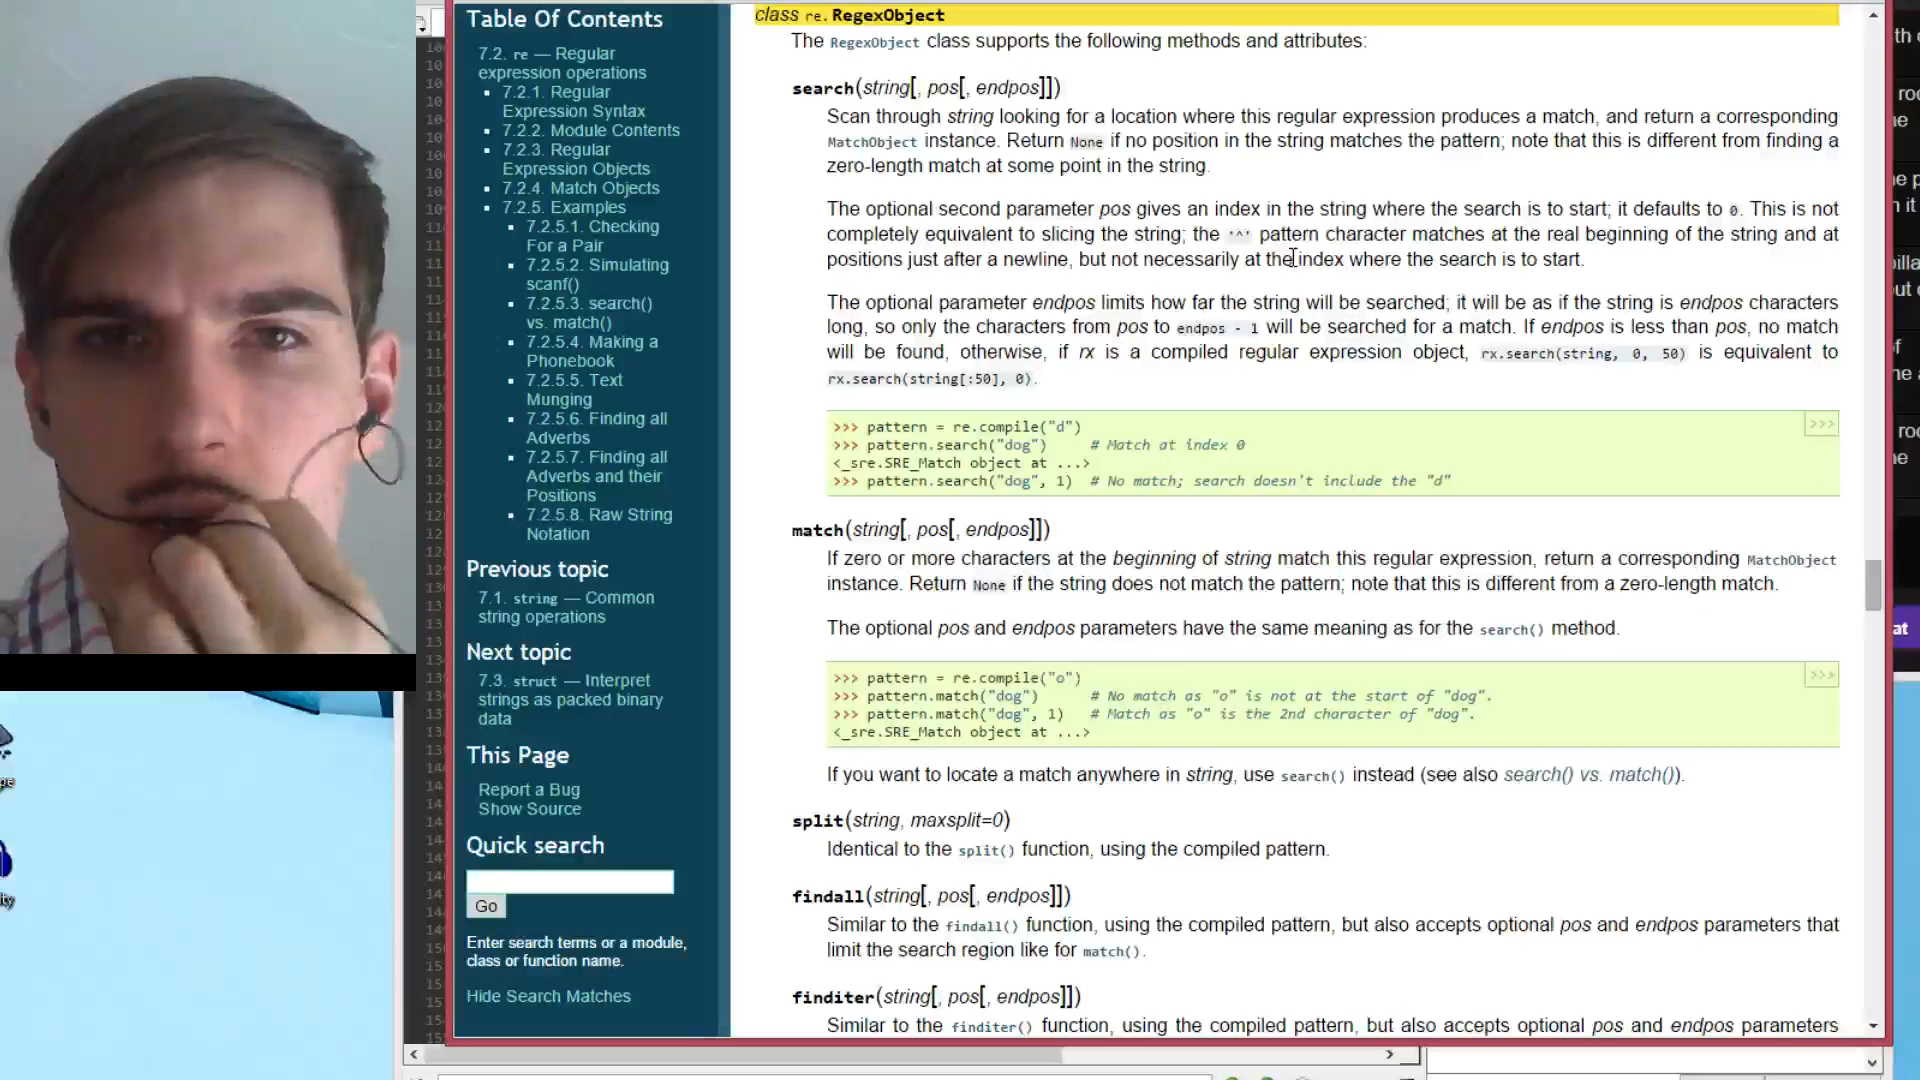 Table Of Contents
7.2. re — Regular
expression operations
7.2.1. Regular
Expression Syntax
7.2.2. Module Contents
7.2.3. Regular
Expression Objects
7.2.4. Match Objects
7.2.5. Examples
7.2.5.1. Checking
For a Pair
7.2.5.2. Simulating
scanf()
7.2.5.3. search()
vs. match()
7.2.5.4. Making a
Phonebook
7.2.5.5. Text
Munging
7.2.5.6. Finding all
Adverbs
7.2.5.7. Finding all
Adverbs and their
Positions
7.2.5.8. Raw String
Notation
Previous topic
7.1. string — Common
string operations
Next topic
7.3. struct — Interpret
strings as packed binary
data
This Page
Report a Bug
Show Source
Quick search
Go
Enter search terms or a module,
class or function name.
Hide Search Matches
class re.RegexObject
The RegexObject class supports the following methods and attributes:
search(string[, pos[, endpos]])
Scan through string looking for a location where this regular expression produces a match, and return a corresponding
MatchObject instance. Return None if no position in the string matches the pattern; note that this is different from finding a
zero-length match at some point in the string.
The optional second parameter pos gives an index in the string where the search is to start; it defaults to 0. This is not
completely equivalent to slicing the string; the '^' pattern character matches at the real beginning of the string and at
positions just after a newline, but not necessarily at the index where the search is to start.
The optional parameter endpos limits how far the string will be searched; it will be as if the string is endpos characters
long, so only the characters from pos to endpos - 1 will be searched for a match. If endpos is less than pos, no match
will be found, otherwise, if rx is a compiled regular expression object, rx.search(string, 0, 50) is equivalent to
rx.search(string[:50], 0).
>>> pattern = re.compile("d")
>>> pattern.search("dog") # Match at index 0
<_sre.SRE_Match object at ...>
>>> pattern.search("dog", 1) # No match; search doesn't include the "d"
>>>
match(string[, pos[, endpos]])
If zero or more characters at the beginning of string match this regular expression, return a corresponding MatchObject
instance. Return None if the string does not match the pattern; note that this is different from a zero-length match.
The optional pos and endpos parameters have the same meaning as for the search() method.
>>> pattern = re.compile("o")
>>> pattern.match("dog") # No match as "o" is not at the start of "dog".
>>> pattern.match("dog", 1) # Match as "o" is the 2nd character of "dog".
<_sre.SRE_Match object at ...>
>>>
If you want to locate a match anywhere in string, use search() instead (see also search() vs. match()).
split(string, maxsplit=0)
Identical to the split() function, using the compiled pattern.
findall(string[, pos[, endpos]])
Similar to the findall() function, using the compiled pattern, but also accepts optional pos and endpos parameters that
limit the search region like for match().
finditer(string[, pos[, endpos]])
Similar to the finditer() function, using the compiled pattern, but also accepts optional pos and endpos parameters